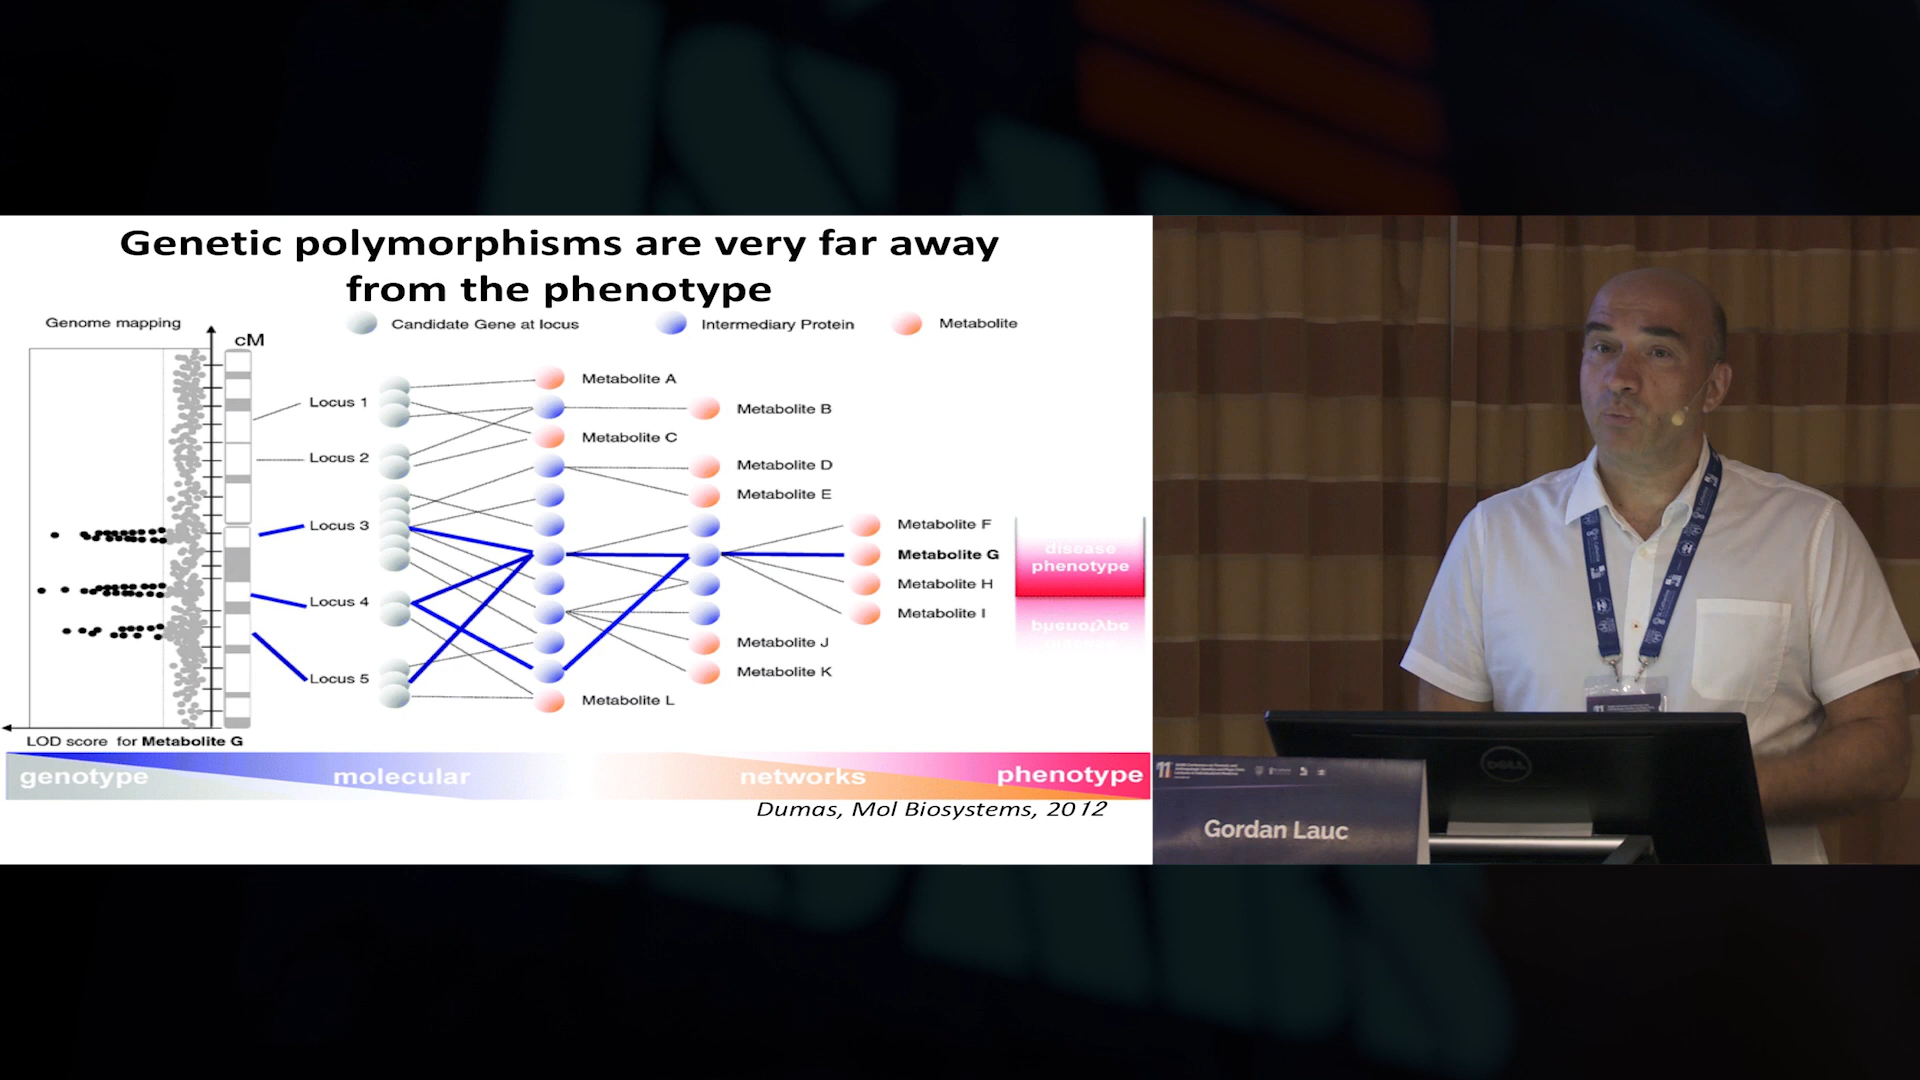 Genetic polymorphisms are very far away
from the phenotype
Genome mapping
cM
Candidate Gene at locus
Intermediary Protein
Metabolite
Locus 1
Locus 2
Locus 3
Locus 4
Locus 5
Metabolite A
Metabolite B
Metabolite C
Metabolite D
Metabolite E
Metabolite F
Metabolite G
Metabolite H
Metabolite I
Metabolite J
Metabolite K
Metabolite L
disease
phenotype
LOD score for Metabolite G
genotype
molecular
networks
phenotype
Dumas, Mol Biosystems, 2012
DELL
11
Gordan Lauc